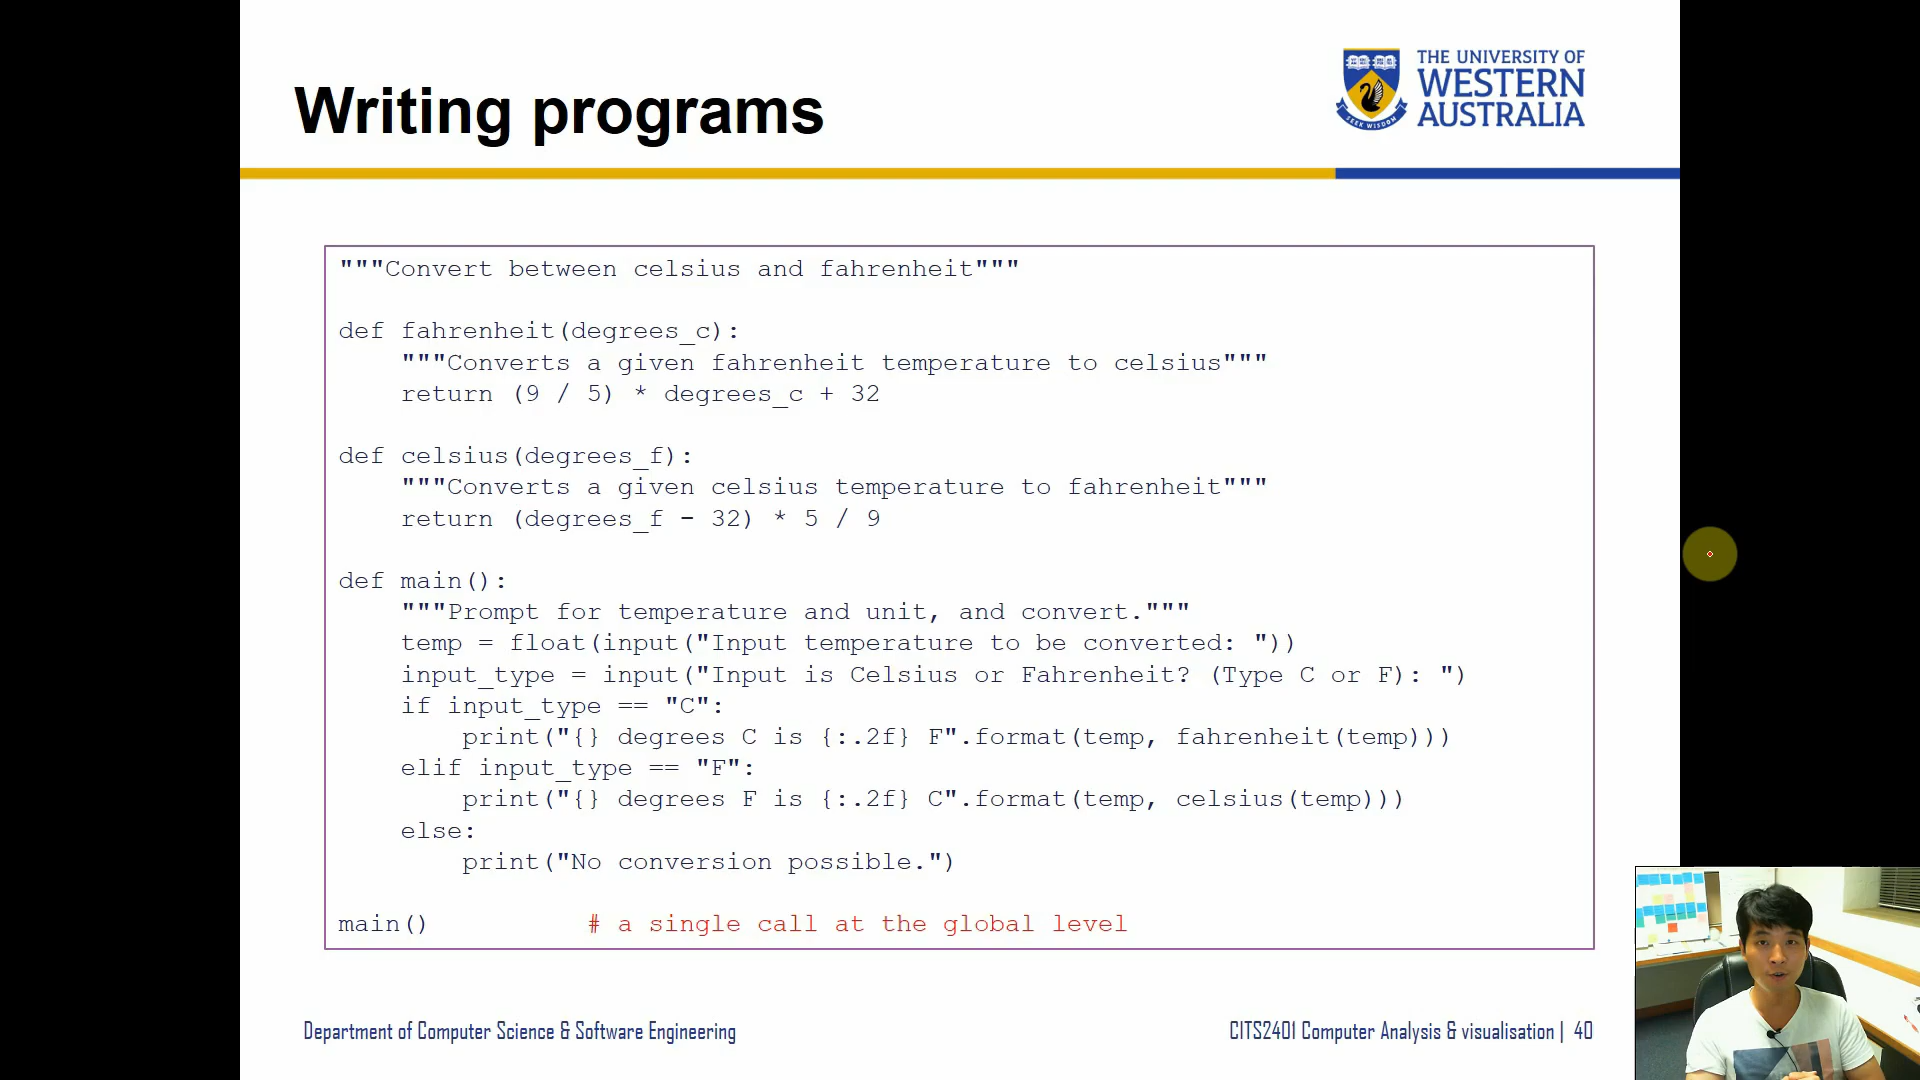 Writing programs
THE UNIVERSITY OF
WESTERN
AUSTRALIA
SEEK WISDOM
"""Convert between celsius and fahrenheit"""
def fahrenheit(degrees_c):
    """Converts a given fahrenheit temperature to celsius"""
    return (9 / 5) * degrees_c + 32
def celsius(degrees_f):
    """Converts a given celsius temperature to fahrenheit"""
    return (degrees_f - 32) * 5 / 9
def main():
    """Prompt for temperature and unit, and convert."""
    temp = float(input("Input temperature to be converted: "))
    input_type = input("Input is Celsius or Fahrenheit? (Type C or F): ")
    if input_type == "C":
        print("{} degrees C is {:.2f} F".format(temp, fahrenheit(temp)))
    elif input_type == "F":
        print("{} degrees F is {:.2f} C".format(temp, celsius(temp)))
    else:
        print("No conversion possible.")
main()          # a single call at the global level
Department of Computer Science & Software Engineering
CITS2401 Computer Analysis & visualisation | 40